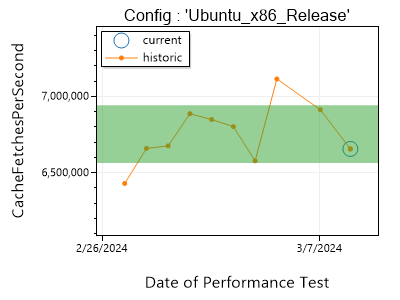 Config : 'Ubuntu_x86_Release'
current
historic
CacheFetchesPerSecond
7,000,000
6,500,000
2/26/2024
3/7/2024
Date of Performance Test